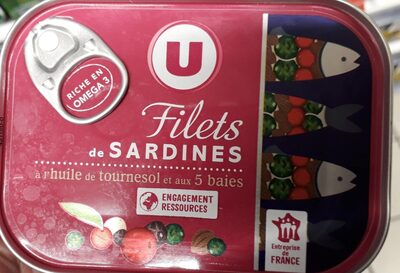 RICHE EN
OMEGA 3
U
Filets
de SARDINES
à l'huile de tournesol et aux 5 baies
ENGAGEMENT
RESSOURCES
Entreprise
de FRANCE